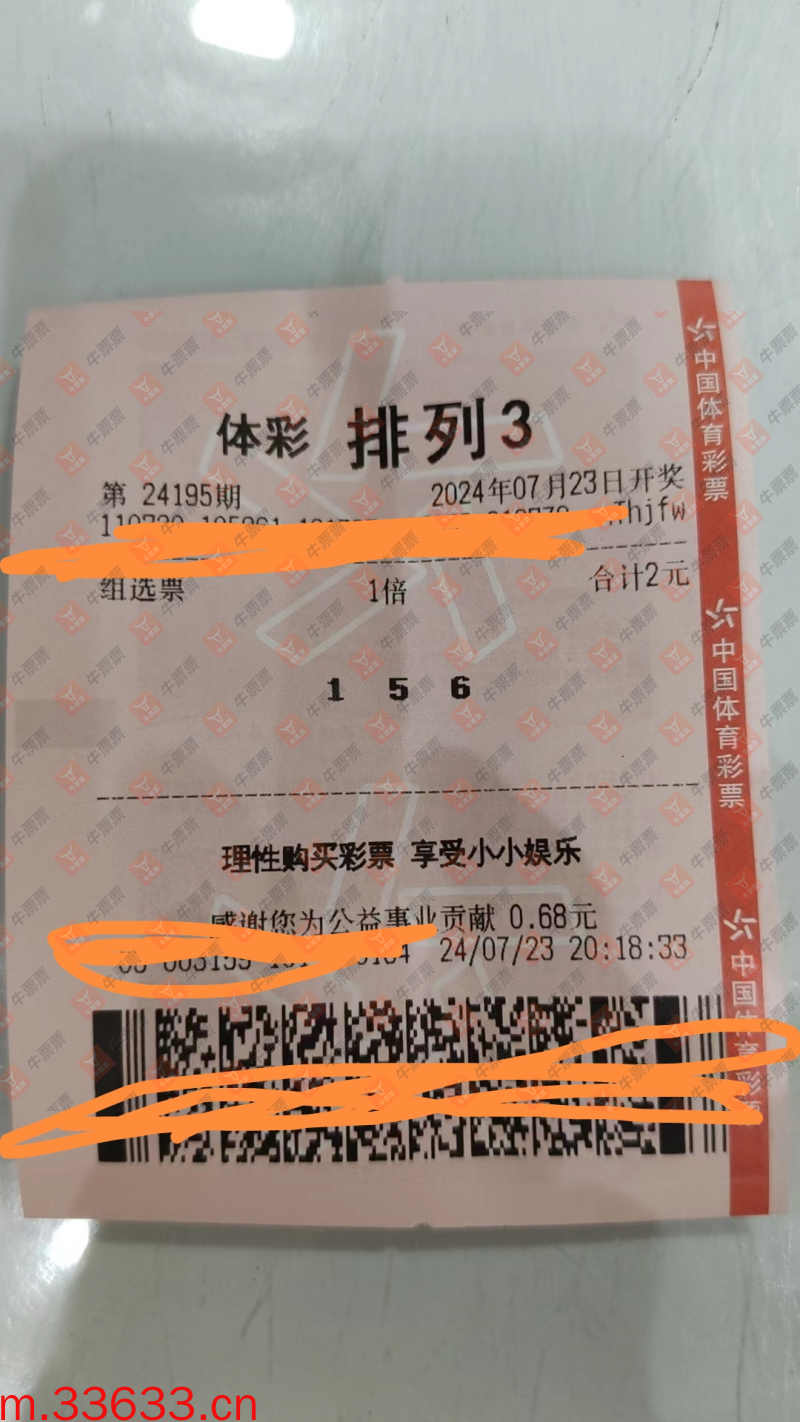 体彩 排列3
第 24195期 2024年07月23日开奖
hjfw
组选票 1倍 合计2元
1 5 6
理性购买彩票 享受小小娱乐
感谢您为公益事业贡献 0.68元
24/07/23 20:18:33
中国体育彩票
中国体育彩票
中国体育彩票
牛票票
m.33633.cn